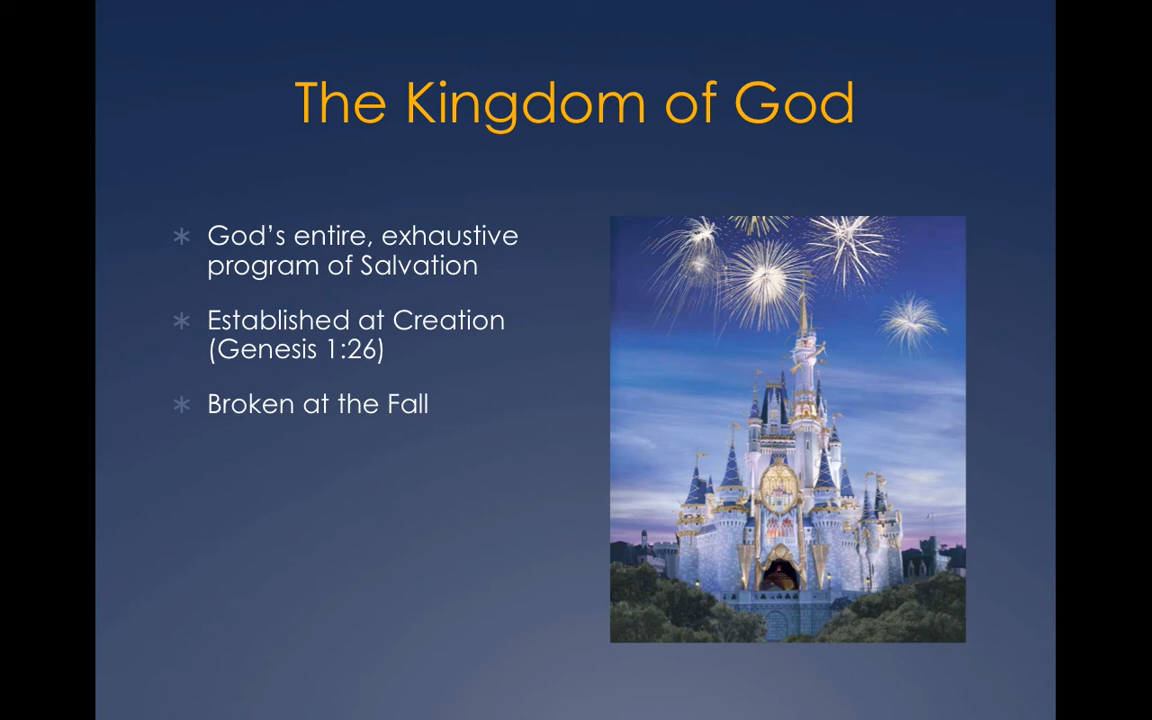 The Kingdom of God
God’s entire, exhaustive
program of Salvation
Established at Creation
(Genesis 1:26)
Broken at the Fall